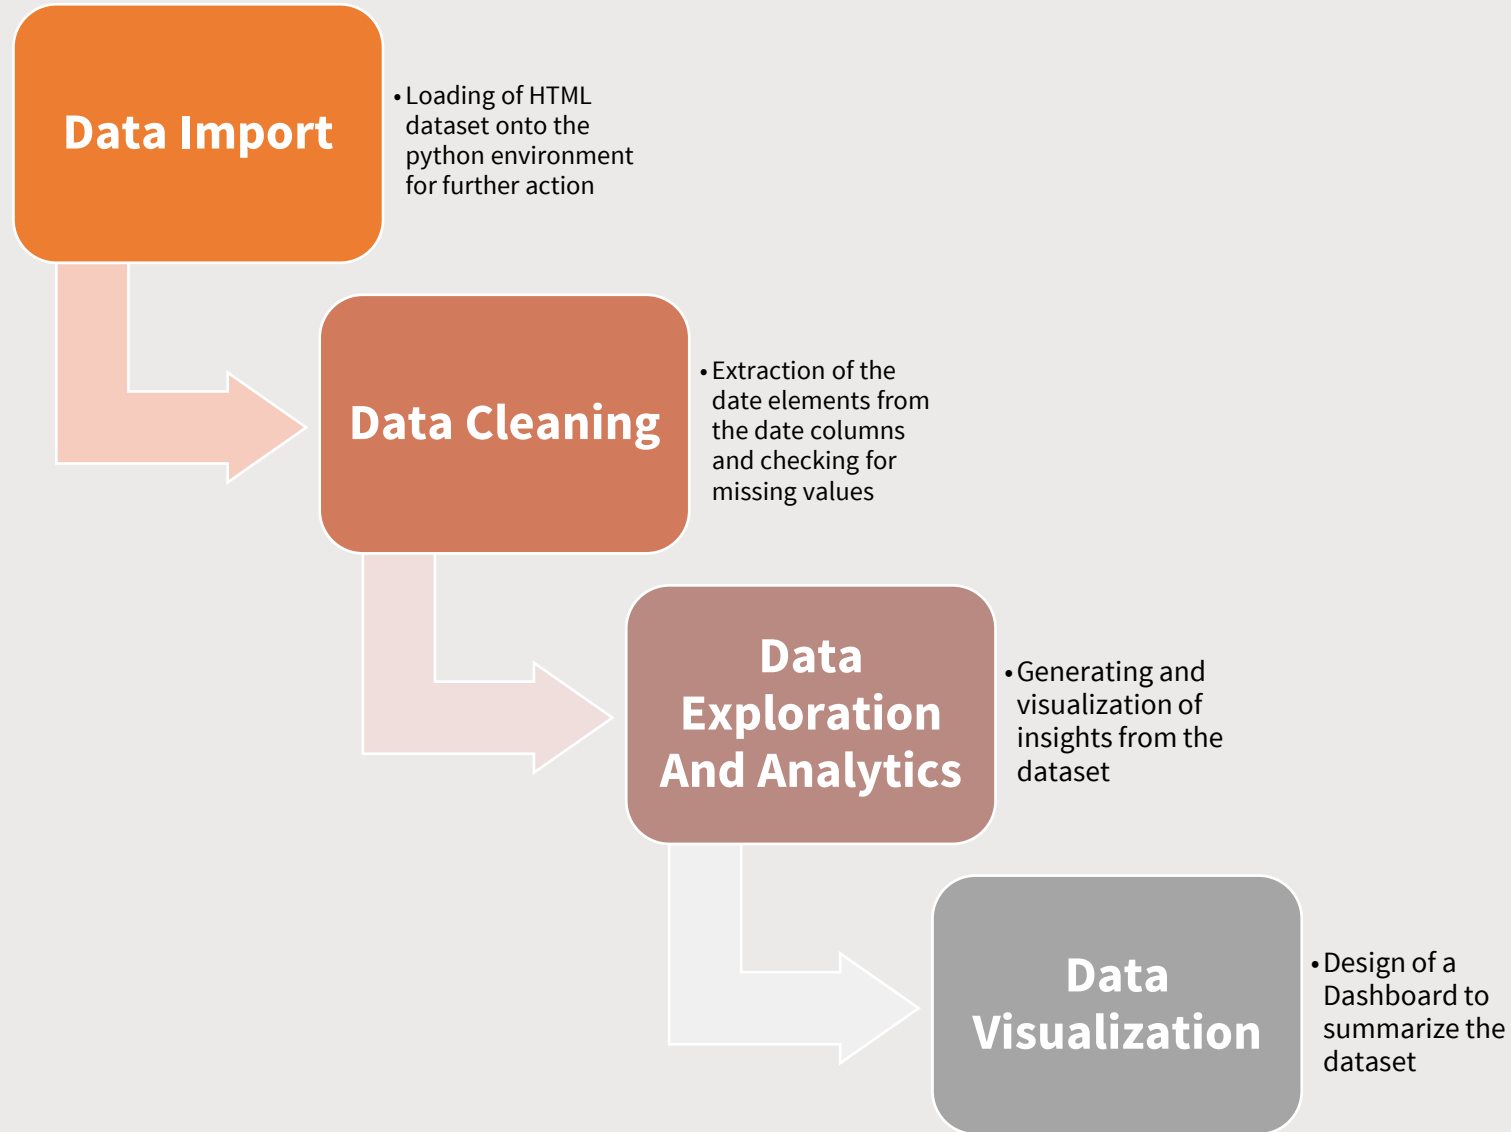 Data Import
• Loading of HTML
dataset onto the
python environment
for further action
Data Cleaning
• Extraction of the
date elements from
the date columns
and checking for
missing values
Data
Exploration
And Analytics
• Generating and
visualization of
insights from the
dataset
Data
Visualization
• Design of a
Dashboard to
summarize the
dataset